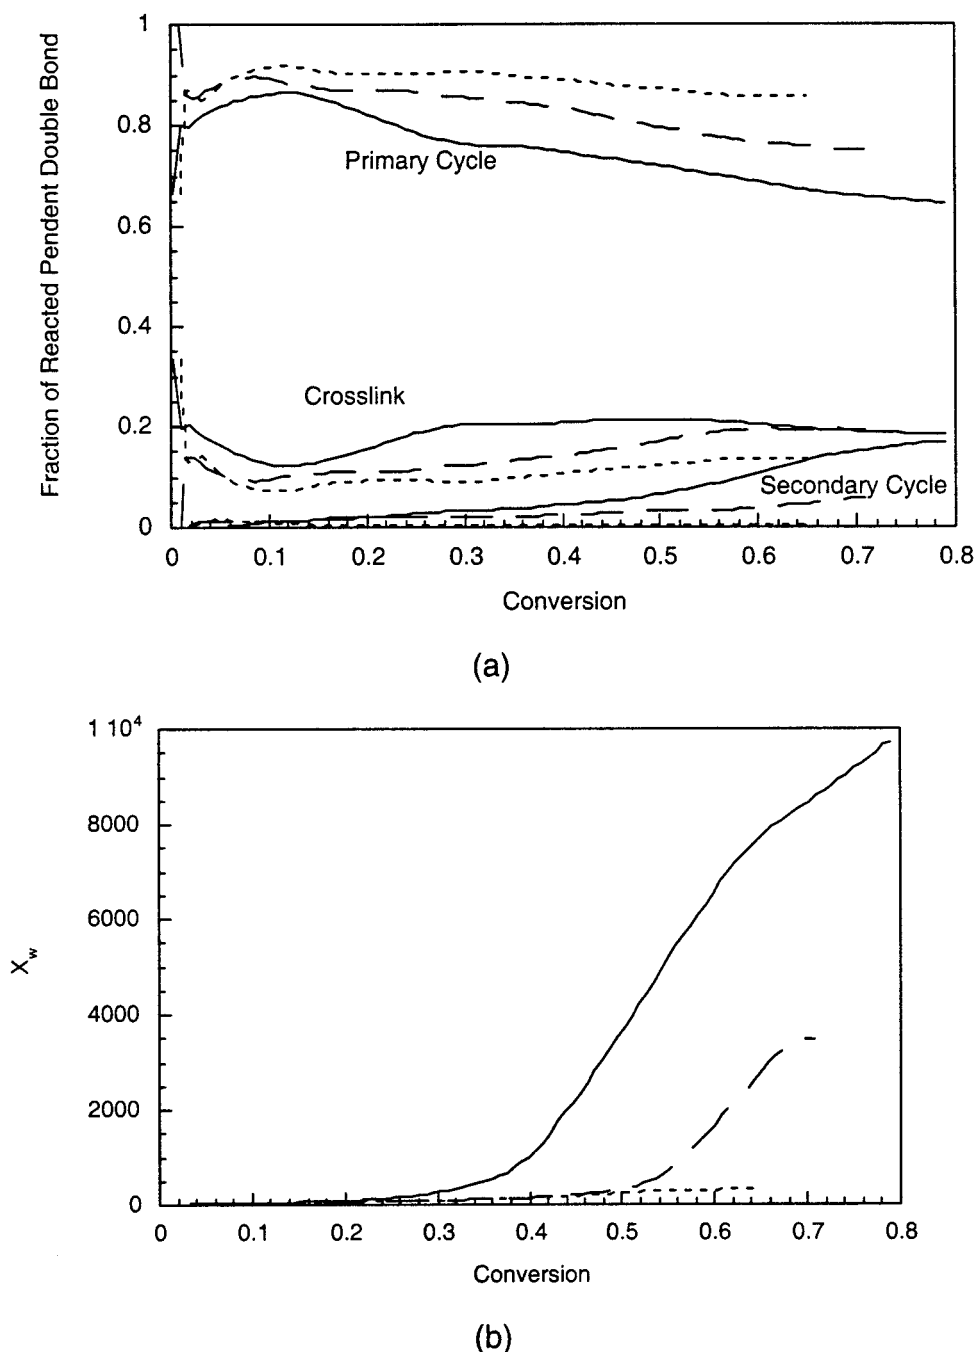 1
0.8
0.6
0.4
0.2
0
Fraction of Reacted Pendent Double Bond
Primary Cycle
Crosslink
Secondary Cycle
0 0.1 0.2 0.3 0.4 0.5 0.6 0.7 0.8
Conversion
(a)
1 10⁴
8000
6000
4000
2000
0
Xw
0 0.1 0.2 0.3 0.4 0.5 0.6 0.7 0.8
Conversion
(b)